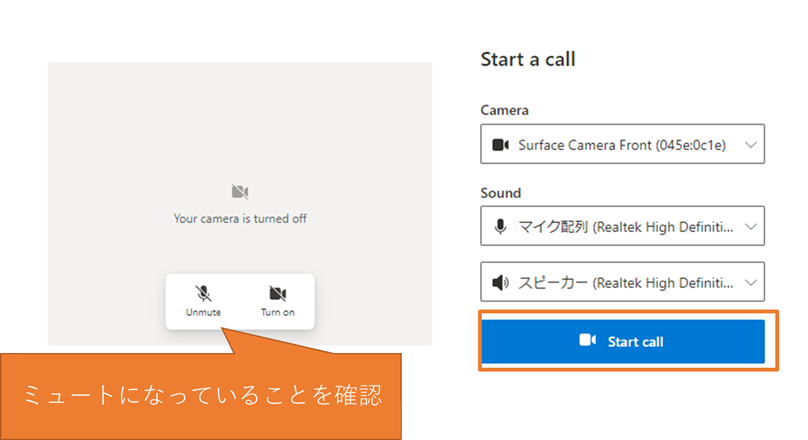 Start a call
Camera
Surface Camera Front (045e:0c1e)
Your camera is turned off
Sound
マイク配列 (Realtek High Definiti...
スピーカー (Realtek High Definiti...
Unmute
Turn on
Start call
ミュートになっていることを確認